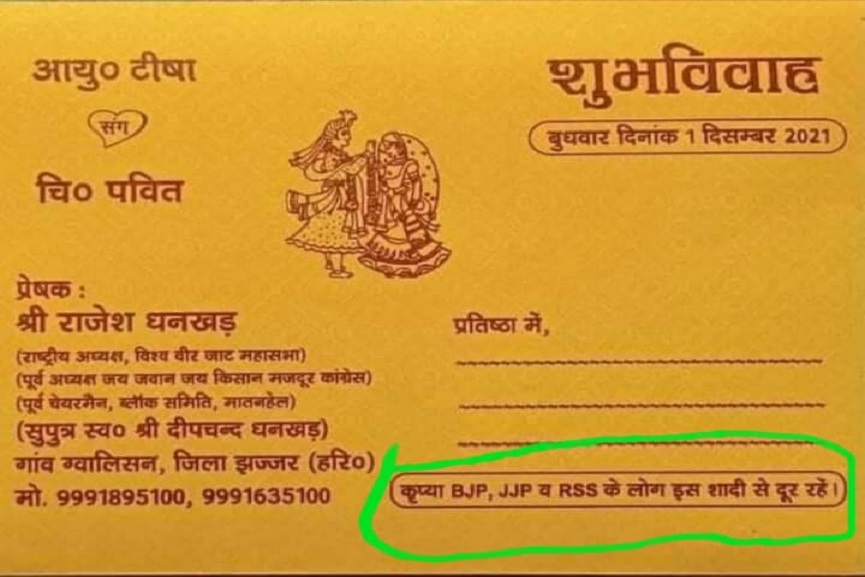 आयु० टीषा
संग
चि० पवित
शुभविवाह
बुधवार दिनांक 1 दिसम्बर 2021
प्रेषक :
श्री राजेश धनखड़
(राष्ट्रीय अध्यक्ष, विश्व वीर जाट महासभा)
(पूर्व अध्यक्ष जय जवान जय किसान मजदूर कांग्रेस)
(पूर्व चेयरमैन, ब्लॉक समिति, मातनहेल)
(सुपुत्र स्व० श्री दीपचन्द धनखड़)
गांव ग्वालिसन, जिला झज्जर (हरि०)
मो. 9991895100, 9991635100
प्रतिष्ठा में,
कृप्या BJP, JJP व RSS के लोग इस शादी से दूर रहें।